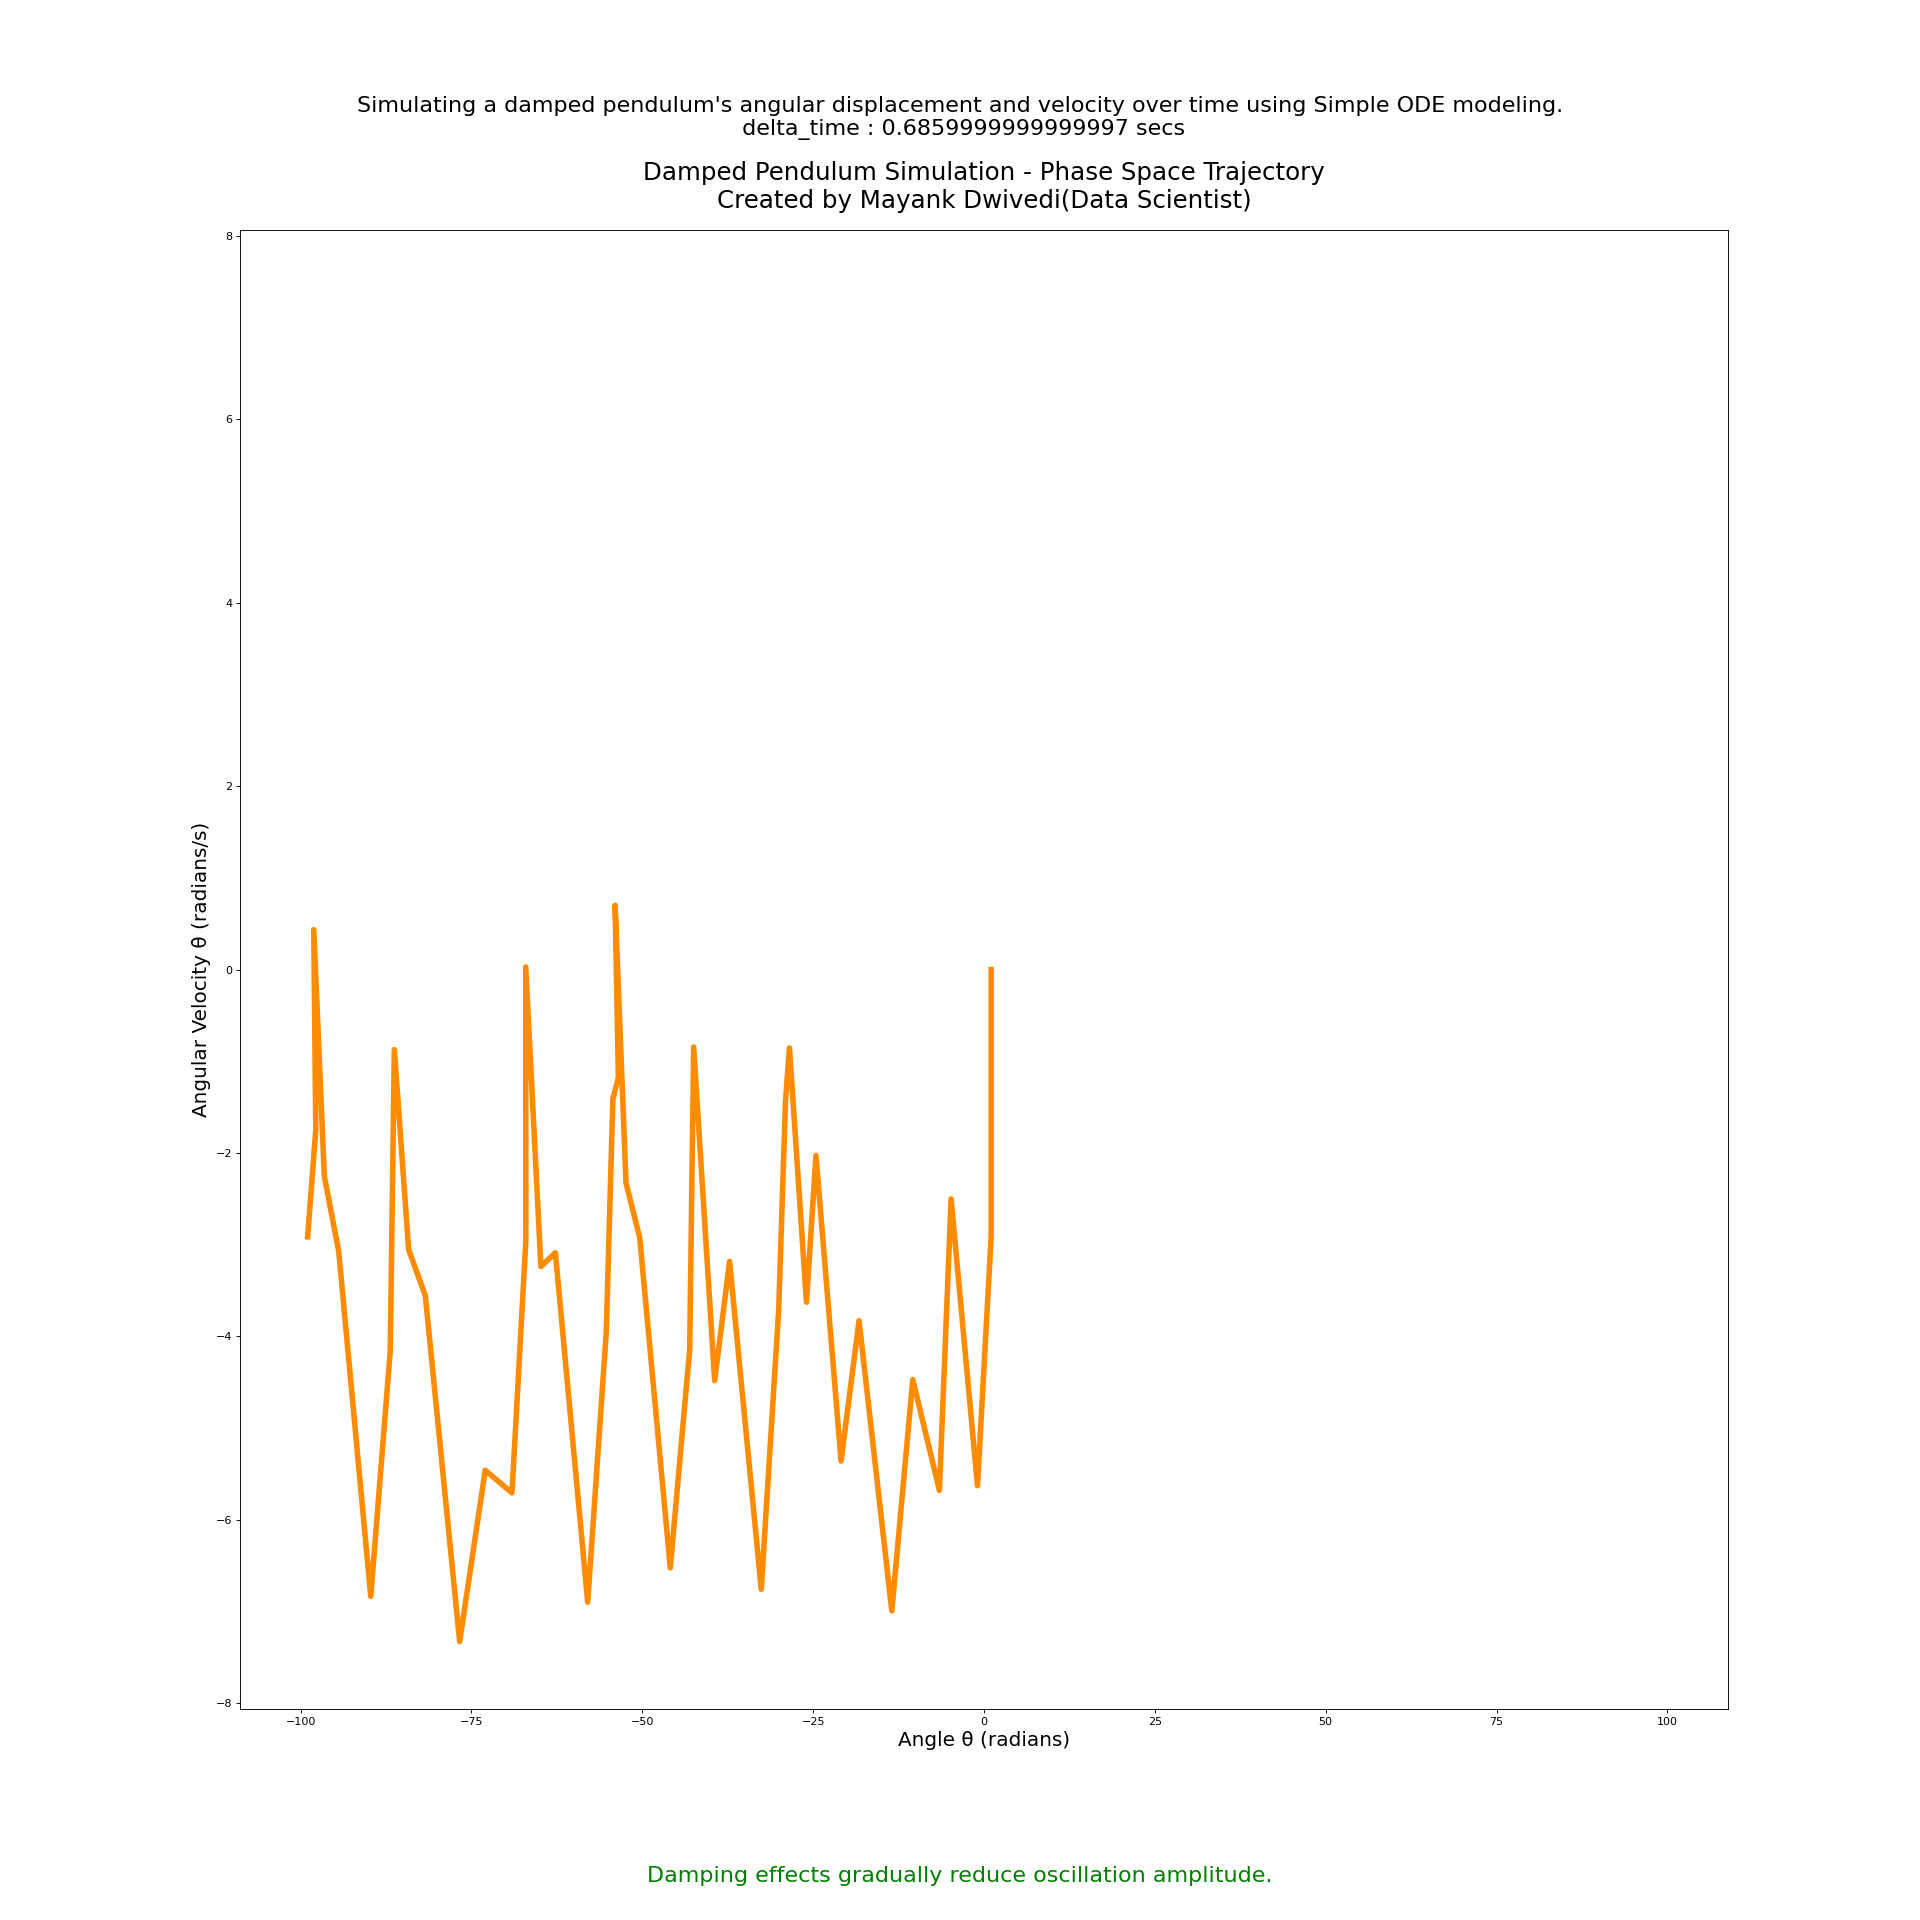 Simulating a damped pendulum's angular displacement and velocity over time using Simple ODE modeling.
delta_time : 0.6859999999999997 secs
Damped Pendulum Simulation - Phase Space Trajectory
Created by Mayank Dwivedi(Data Scientist)
8
6
4
2
0
−2
−4
−6
−8
Angular Velocity θ (radians/s)
−100
−75
−50
−25
0
25
50
75
100
Angle θ (radians)
Damping effects gradually reduce oscillation amplitude.